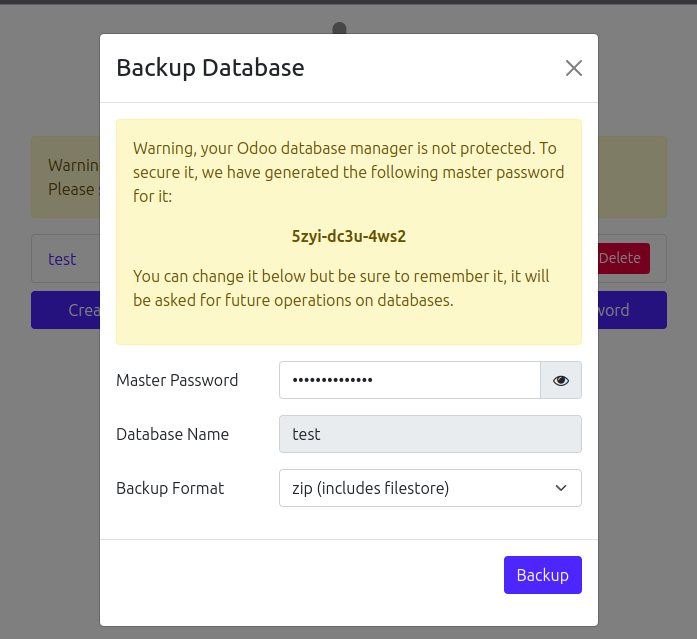 Backup Database
Warning, your Odoo database manager is not protected. To
secure it, we have generated the following master password
for it:
5zyi-dc3u-4ws2
You can change it below but be sure to remember it, it will
be asked for future operations on databases.
Master Password ••••••••••••••
Database Name test
Backup Format zip (includes filestore)
Backup
Warnin
Please
test
Delete
Crea
word